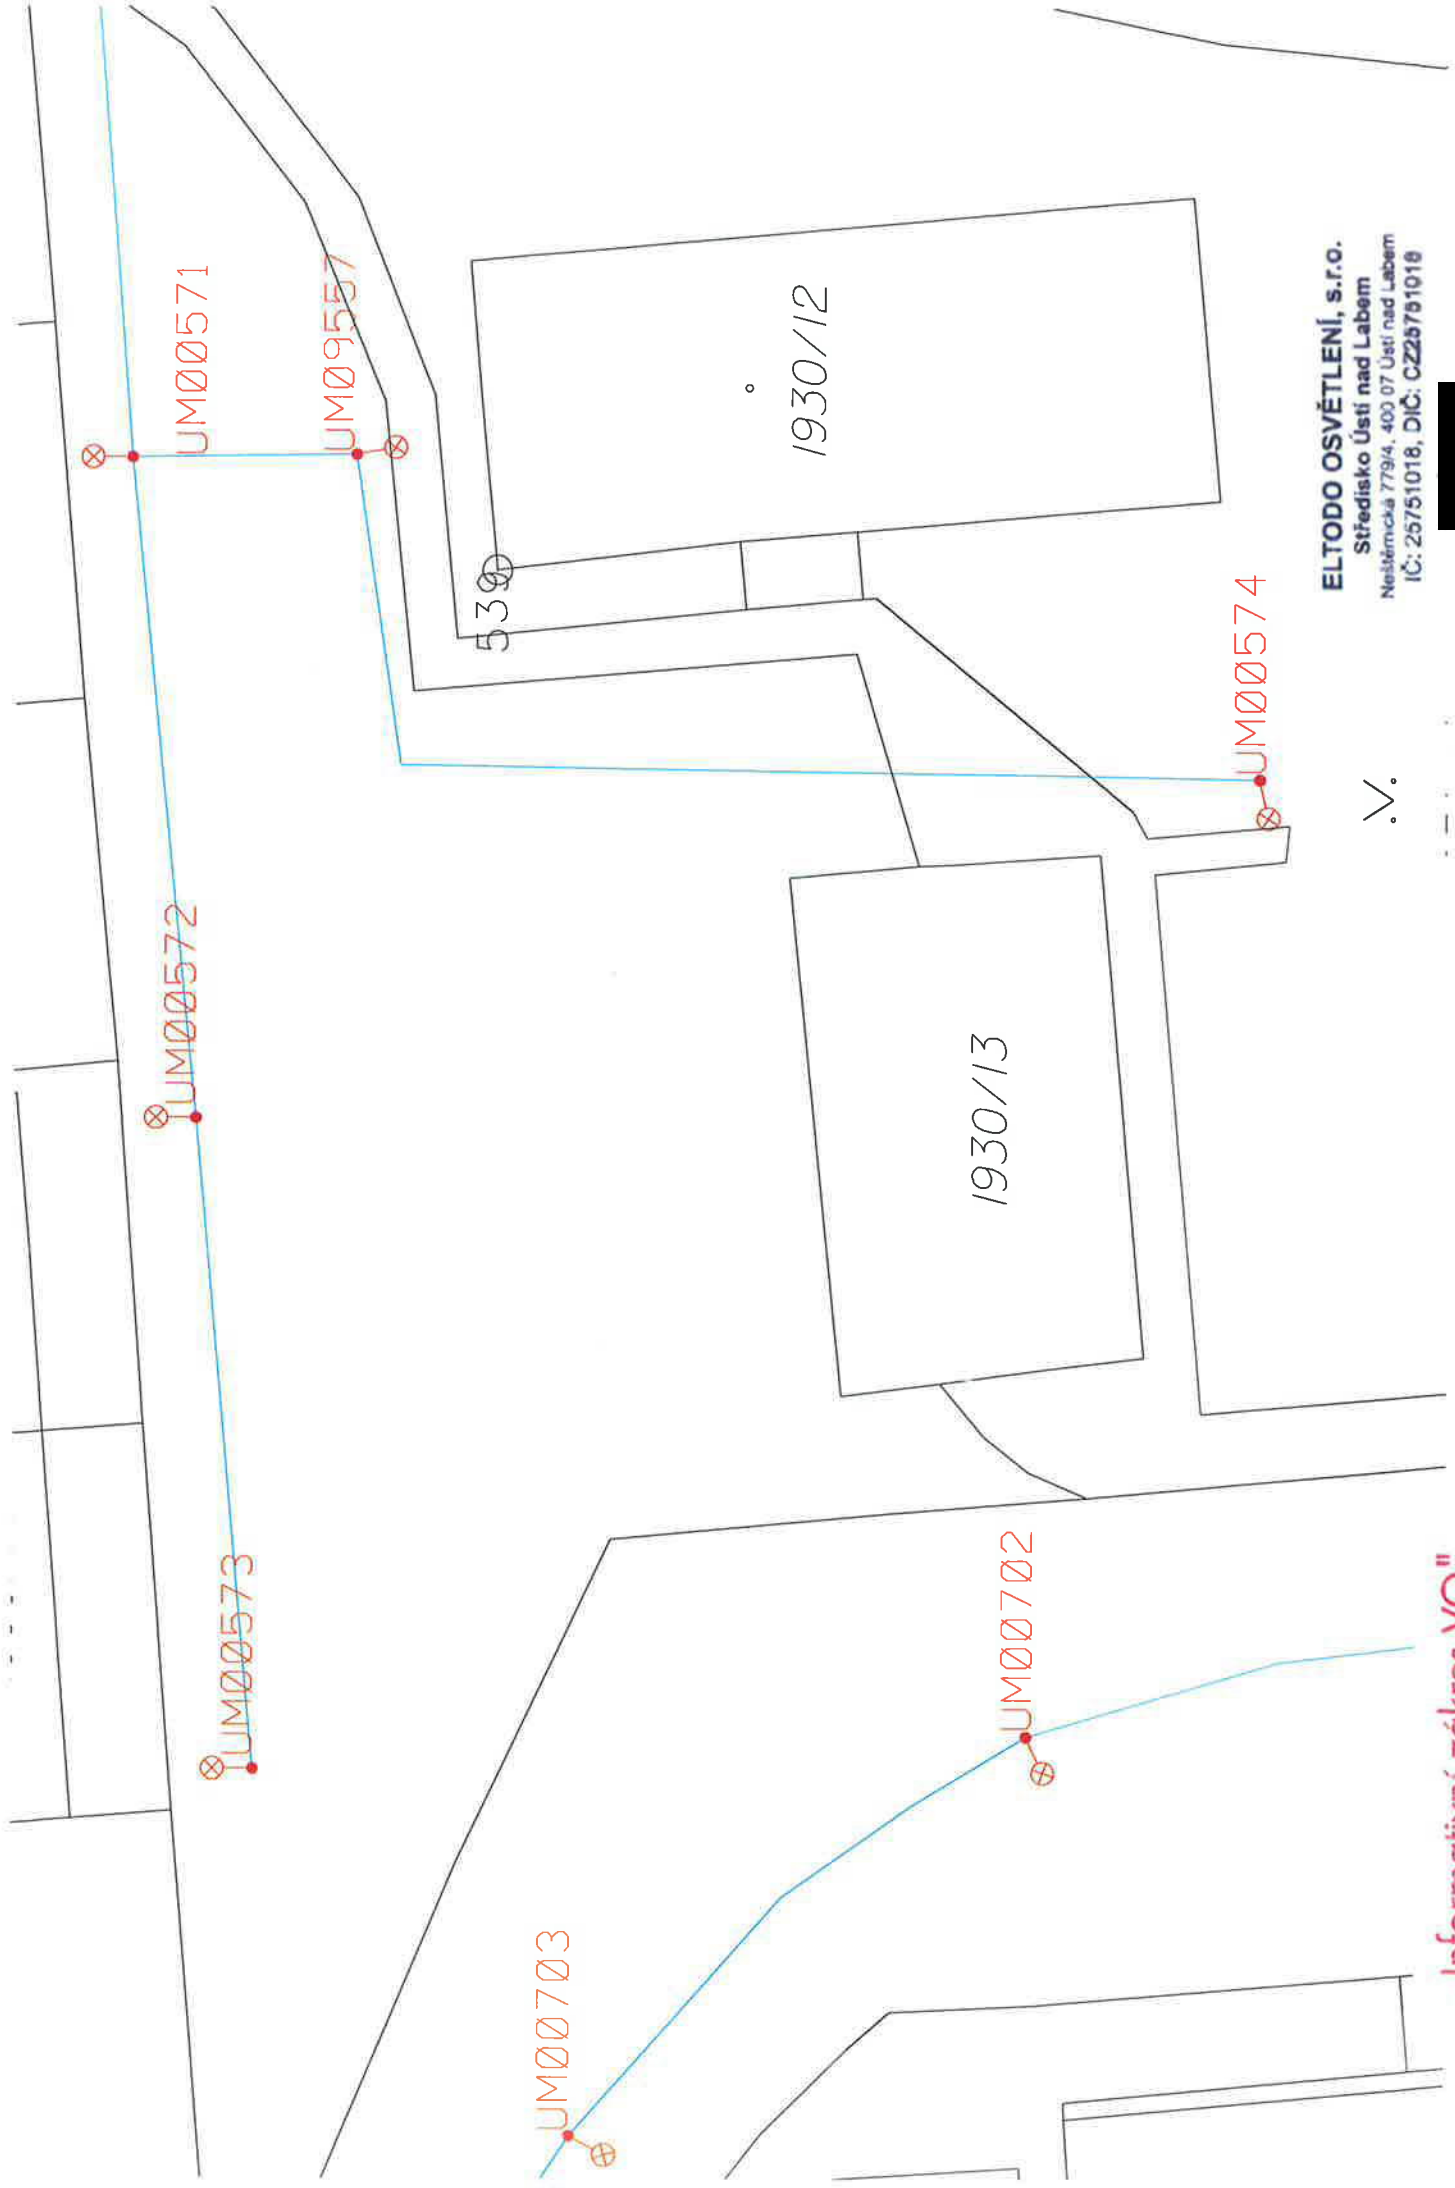 UM00571
UM09557
UM00572
UM00573
539
1930/12
1930/13
UM00574
UM00702
UM00703
.V.
ELTODO OSVĚTLENÍ, s.r.o.
Středisko Ústí nad Labem
Neštěmická 779/4, 400 07 Ústí nad Labem
IČ: 25751018, DIČ: CZ25751018